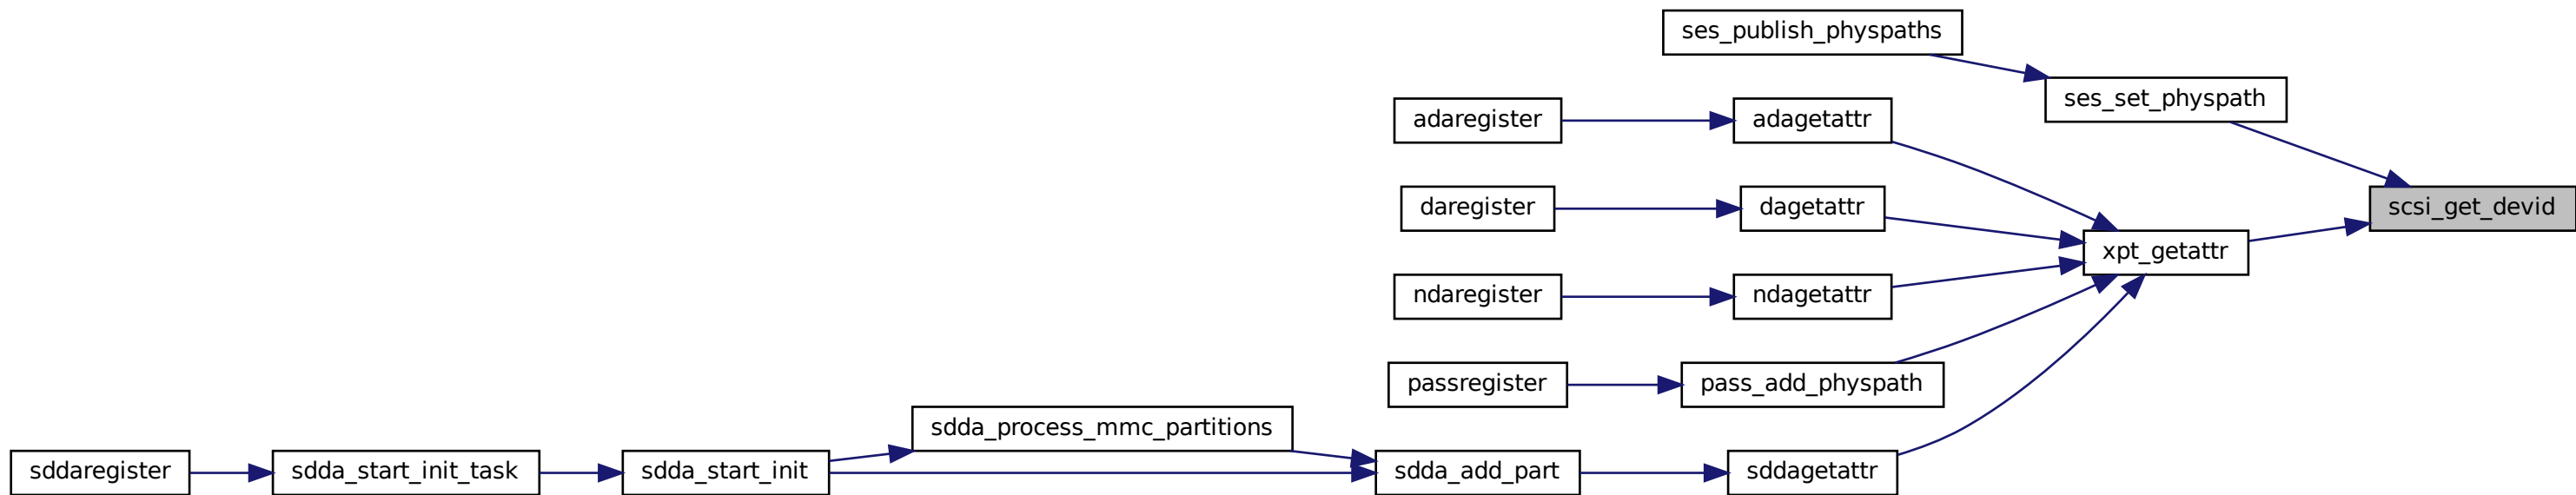 ses_publish_physpaths
ses_set_physpath
adaregister
adagetattr
scsi_get_devid
daregister
dagetattr
xpt_getattr
ndaregister
ndagetattr
passregister
pass_add_physpath
sdda_process_mmc_partitions
sddaregister
sdda_start_init_task
sdda_start_init
sdda_add_part
sddagetattr